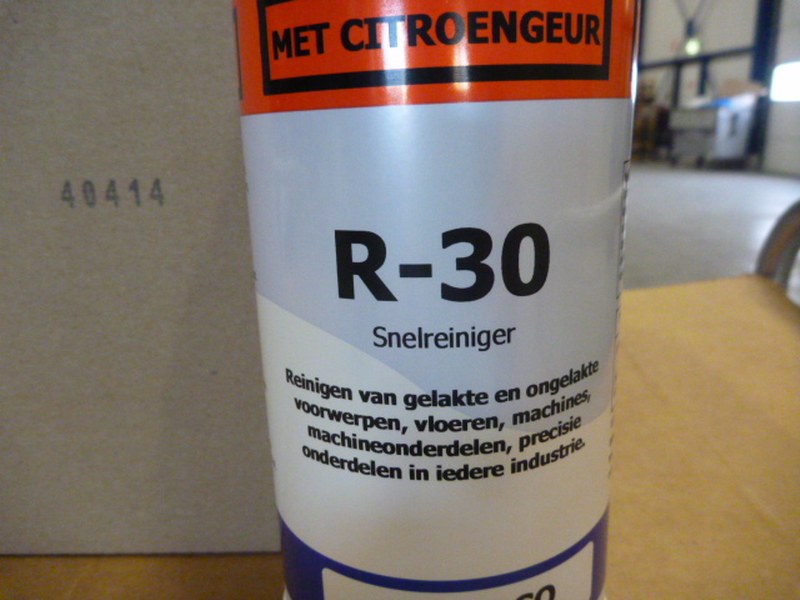 MET CITROENGEUR
40414
R-30
Snelreiniger
Reinigen van gelakte en ongelakte
voorwerpen, vloeren, machines,
machineonderdelen, precisie
onderdelen in iedere industrie.